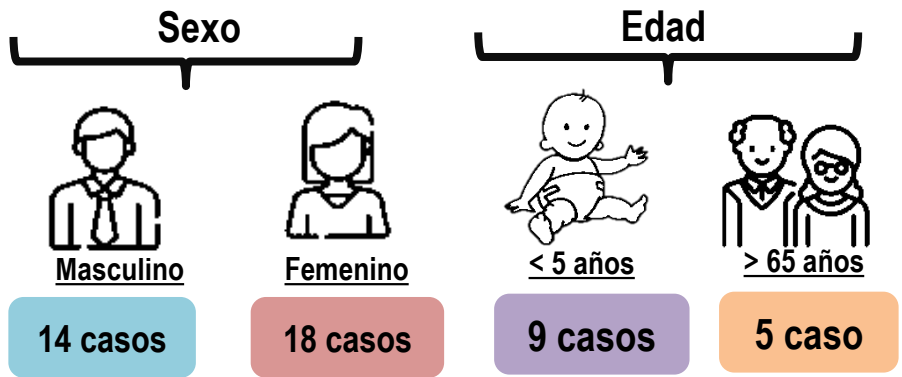 Sexo
Edad
Masculino
Femenino
< 5 años
> 65 años
14 casos
18 casos
9 casos
5 caso